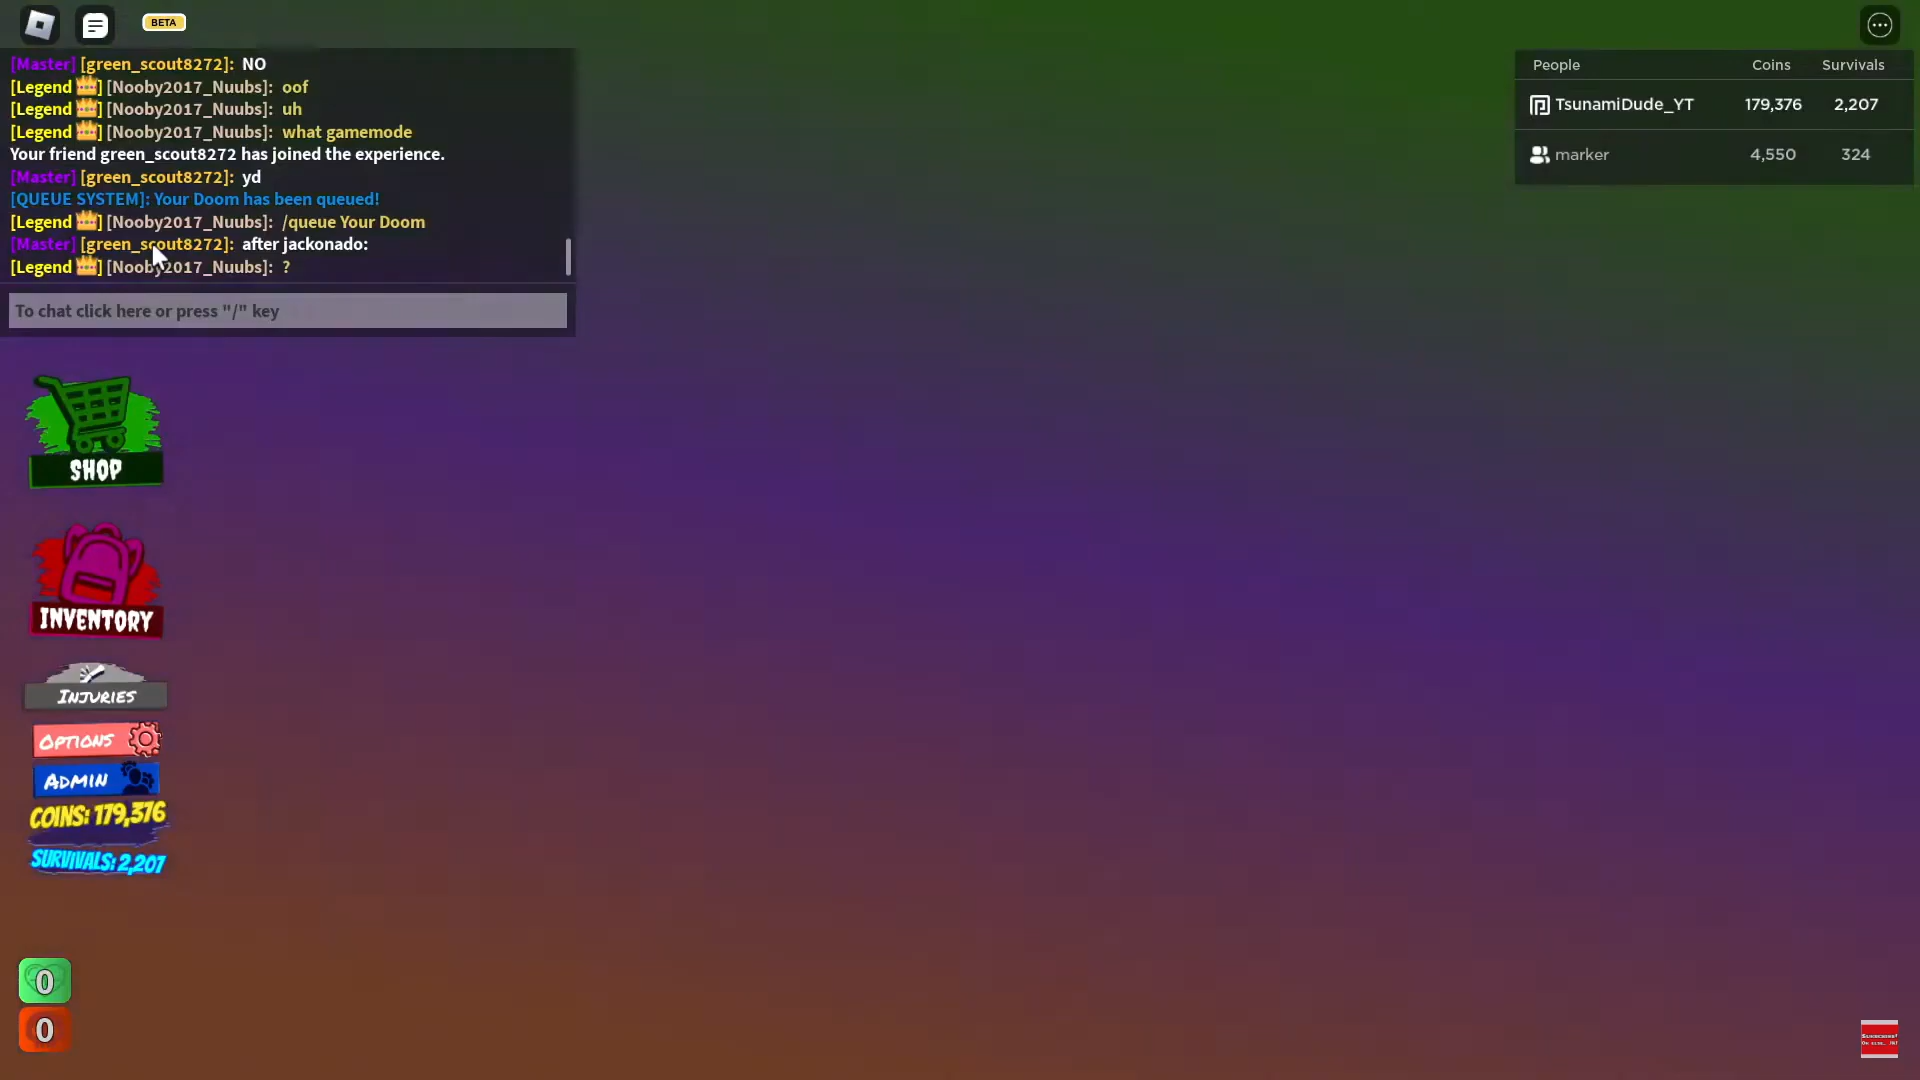 BETA
[Master] [green_scout8272]: NO
[Legend 👑] [Nooby2017_Nuubs]: oof
[Legend 👑] [Nooby2017_Nuubs]: uh
[Legend 👑] [Nooby2017_Nuubs]: what gamemode
Your friend green_scout8272 has joined the experience.
[Master] [green_scout8272]: yd
[QUEUE SYSTEM]: Your Doom has been queued!
[Legend 👑] [Nooby2017_Nuubs]: /queue Your Doom
[Master] [green_scout8272]: after jackonado:
[Legend 👑] [Nooby2017_Nuubs]: ?
To chat click here or press "/" key
People Coins Survivals
TsunamiDude_YT 179,376 2,207
marker 4,550 324
SHOP
INVENTORY
INJURIES
OPTIONS
ADMIN
COINS: 179,376
SURVIVALS: 2,207
0
0